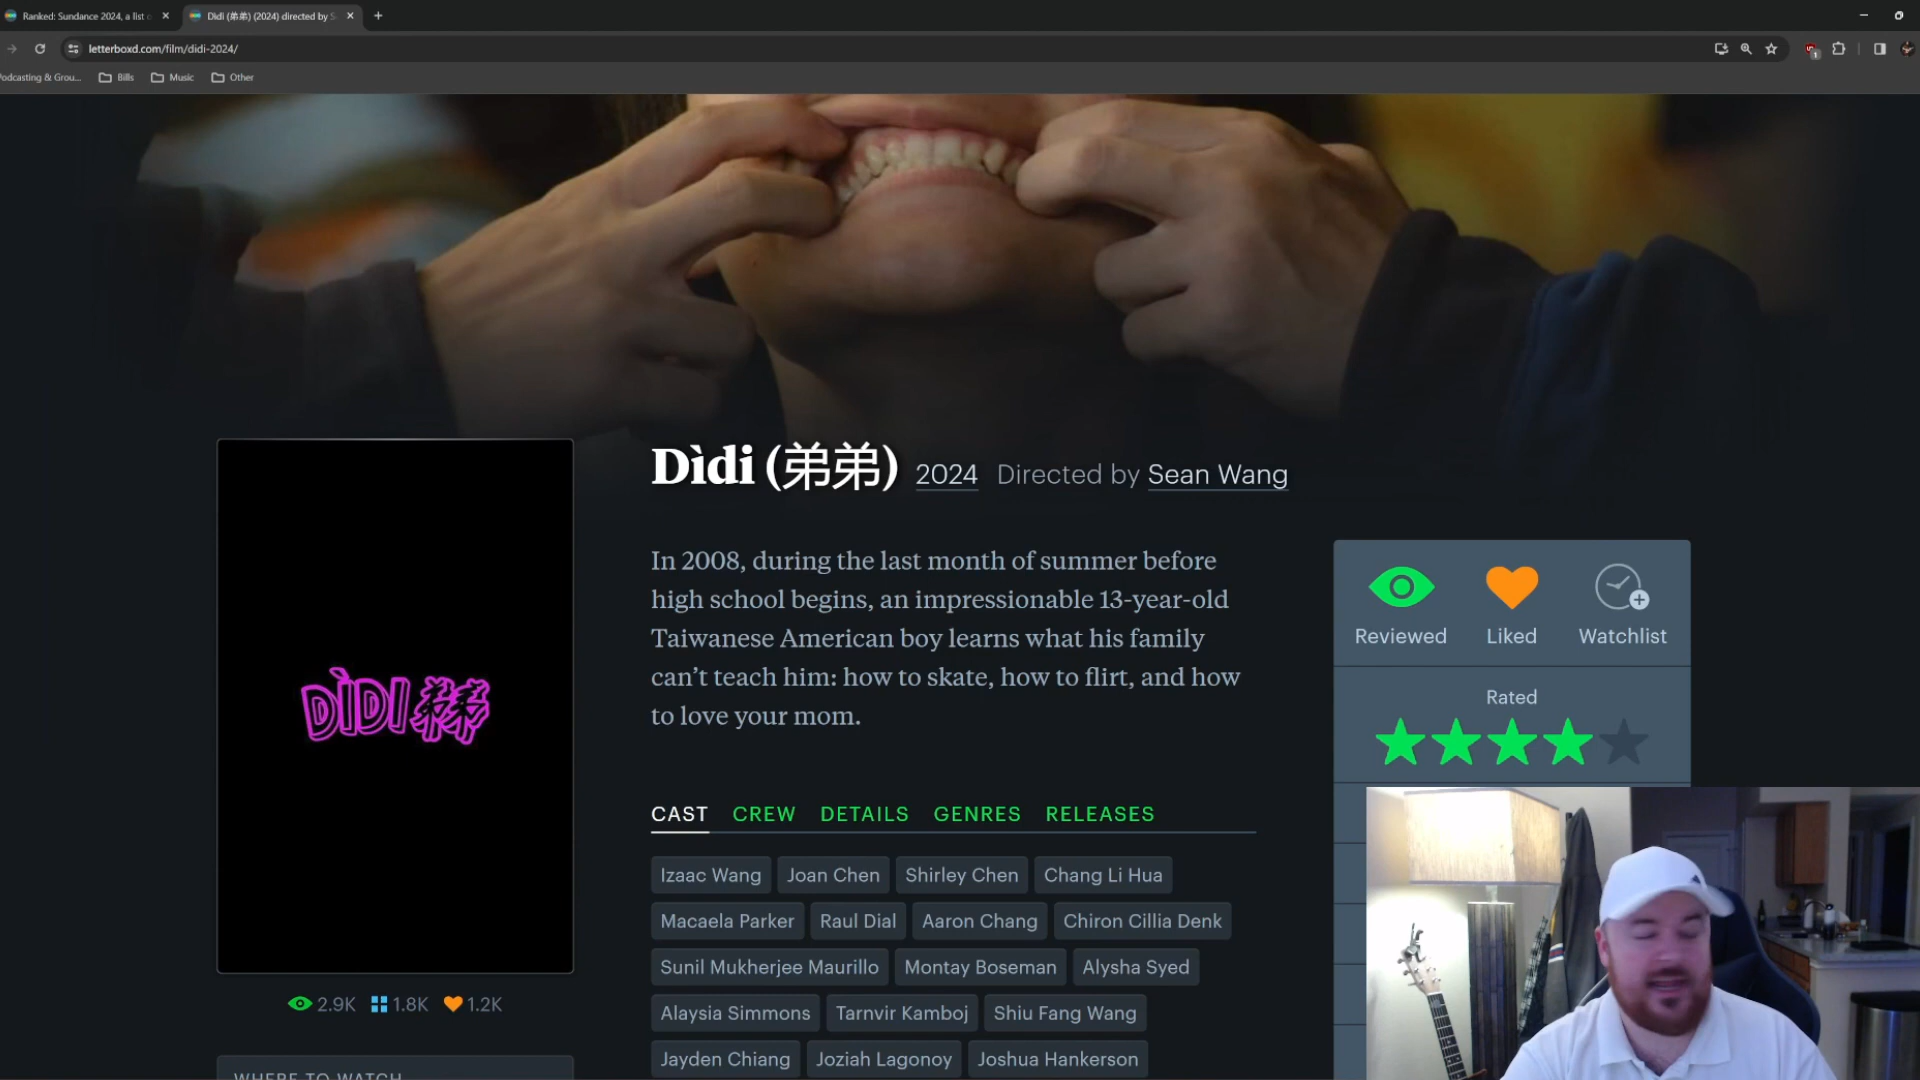 Ranked: Sundance 2024, a list o
Dìdi (弟弟) (2024) directed by S
letterboxd.com/film/didi-2024/
1
Podcasting & Grou...
Bills
Music
Other
Dìdi (弟弟) 2024 Directed by Sean Wang
In 2008, during the last month of summer before
high school begins, an impressionable 13-year-old
Taiwanese American boy learns what his family
can’t teach him: how to skate, how to flirt, and how
to love your mom.
Reviewed Liked Watchlist
Rated
DÌDI 弟弟
CAST CREW DETAILS GENRES RELEASES
Izaac Wang Joan Chen Shirley Chen Chang Li Hua
Macaela Parker Raul Dial Aaron Chang Chiron Cillia Denk
Sunil Mukherjee Maurillo Montay Boseman Alysha Syed
Alaysia Simmons Tarnvir Kamboj Shiu Fang Wang
Jayden Chiang Joziah Lagonoy Joshua Hankerson
2.9K 1.8K 1.2K
WHERE TO WATCH